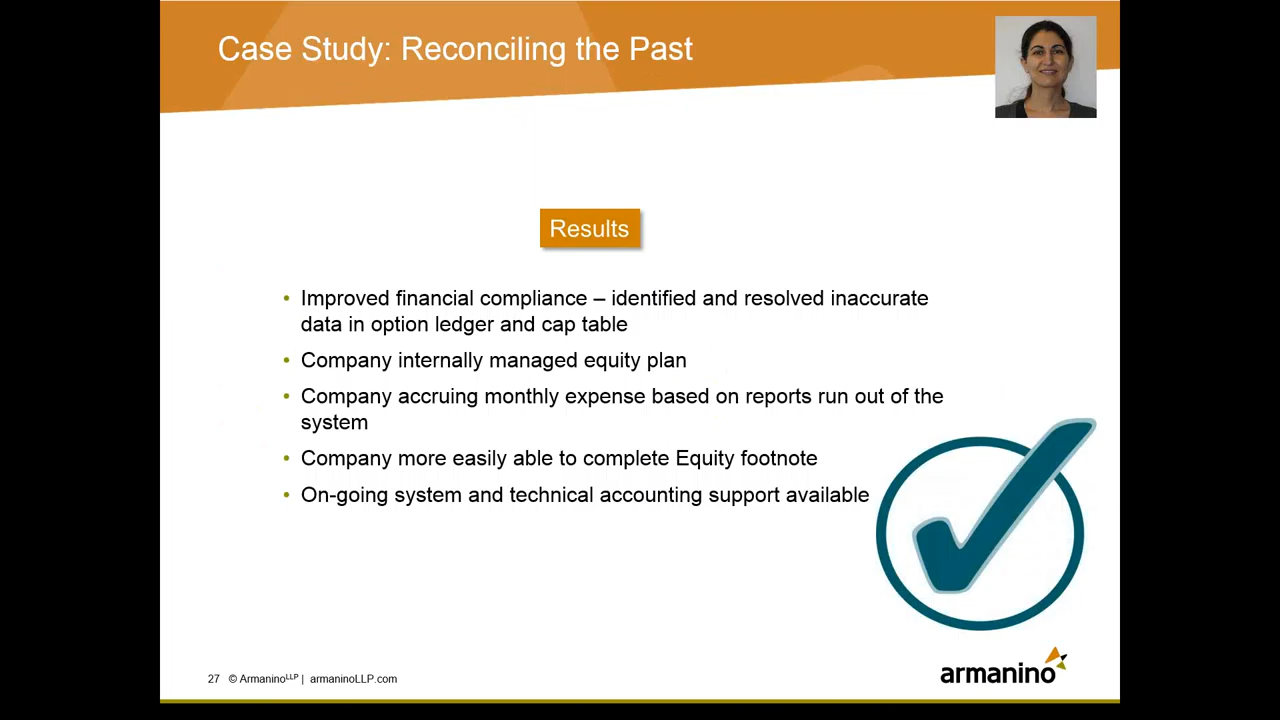 Case Study: Reconciling the Past
Results
• Improved financial compliance – identified and resolved inaccurate
data in option ledger and cap table
• Company internally managed equity plan
• Company accruing monthly expense based on reports run out of the
system
• Company more easily able to complete Equity footnote
• On-going system and technical accounting support available
27 © ArmaninoLLP | armaninoLLP.com
armanino